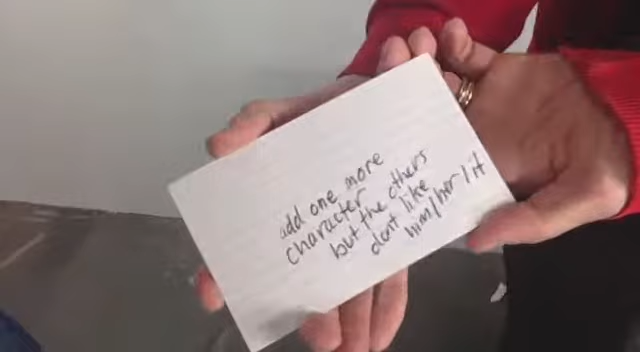 add one more
character
but the others
dont like
him/her/it